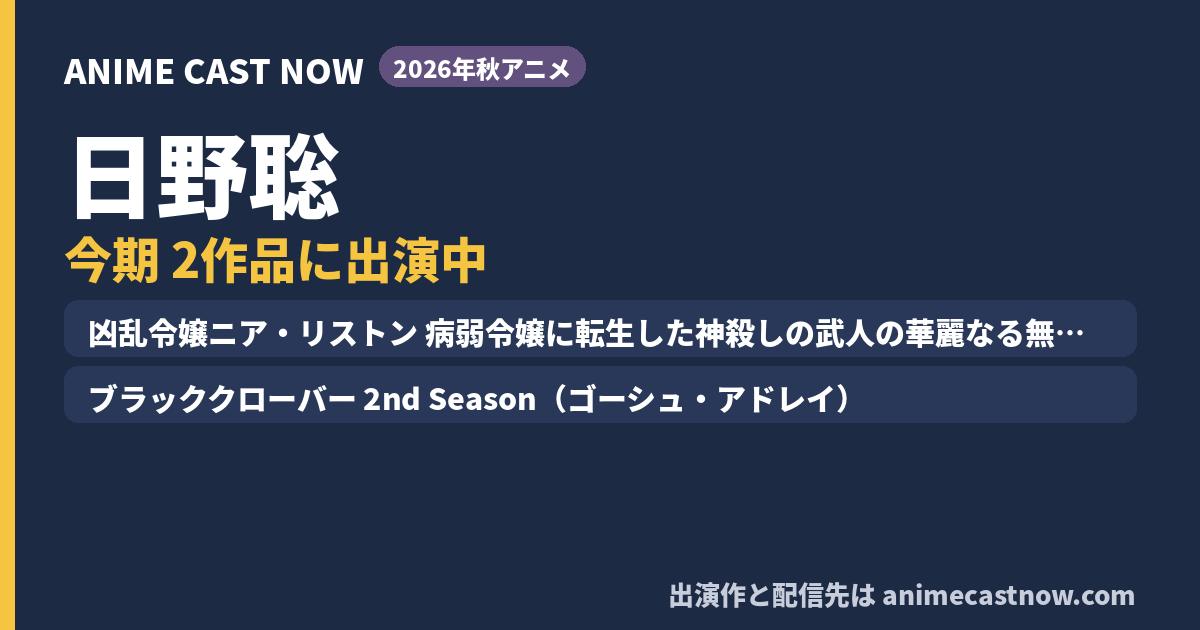 ANIME CAST NOW 2026年秋アニメ
日野聡
今期 2作品に出演中
凶乱令嬢ニア・リストン 病弱令嬢に転生した神殺しの武人の華麗なる無…
ブラッククローバー 2nd Season（ゴーシュ・アドレイ）
出演作と配信先は animecastnow.com